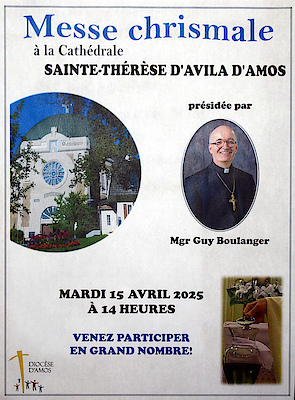 Messe chrismale
à la Cathédrale
SAINTE-THÉRÈSE D'AVILA D'AMOS
présidée par
Mgr Guy Boulanger
MARDI 15 AVRIL 2025
À 14 HEURES
VENEZ PARTICIPER
EN GRAND NOMBRE!
DIOCÈSE
D'AMOS